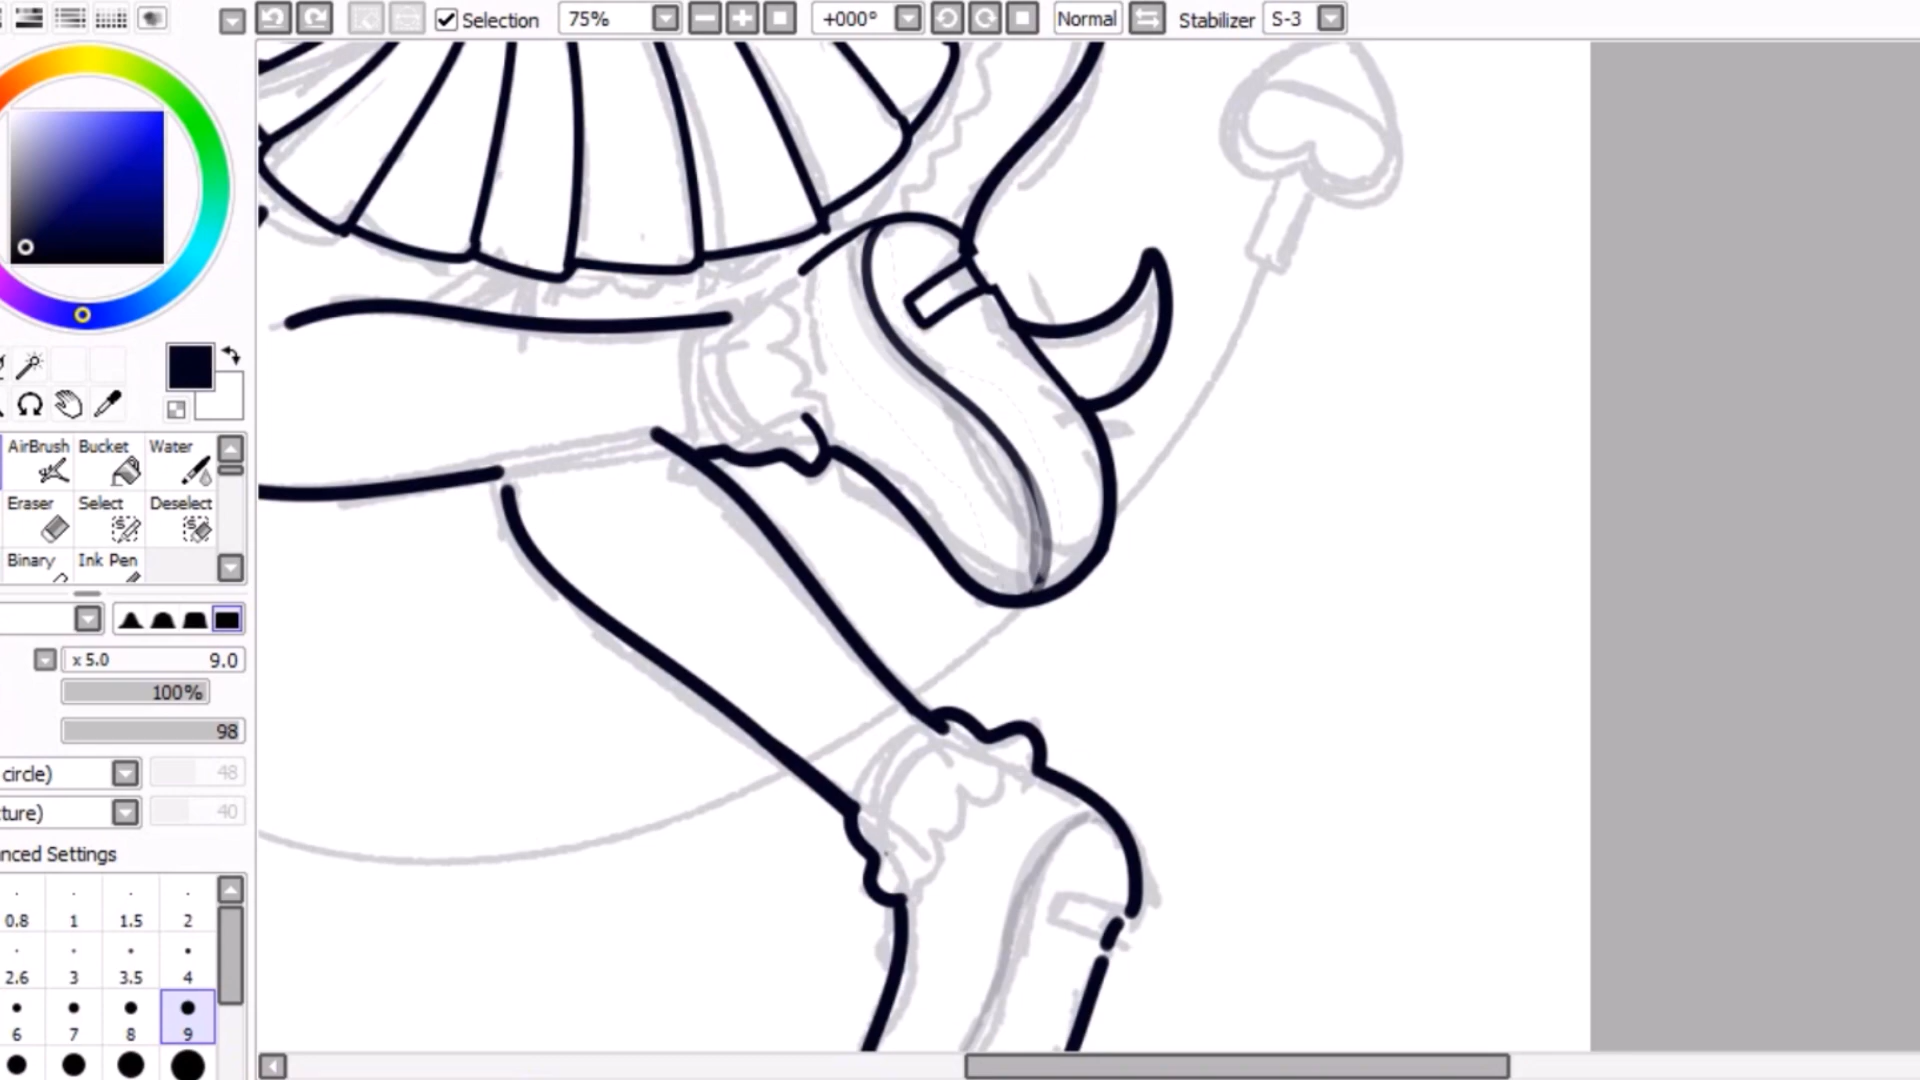 Selection 75% +000° Normal Stabilizer S-3
AirBrush Bucket Water
Eraser Select Deselect
Binary Ink Pen
x 5.0 9.0
100%
98
circle) 48
ture) 40
nced Settings
0.8 1 1.5 2
2.6 3 3.5 4
6 7 8 9